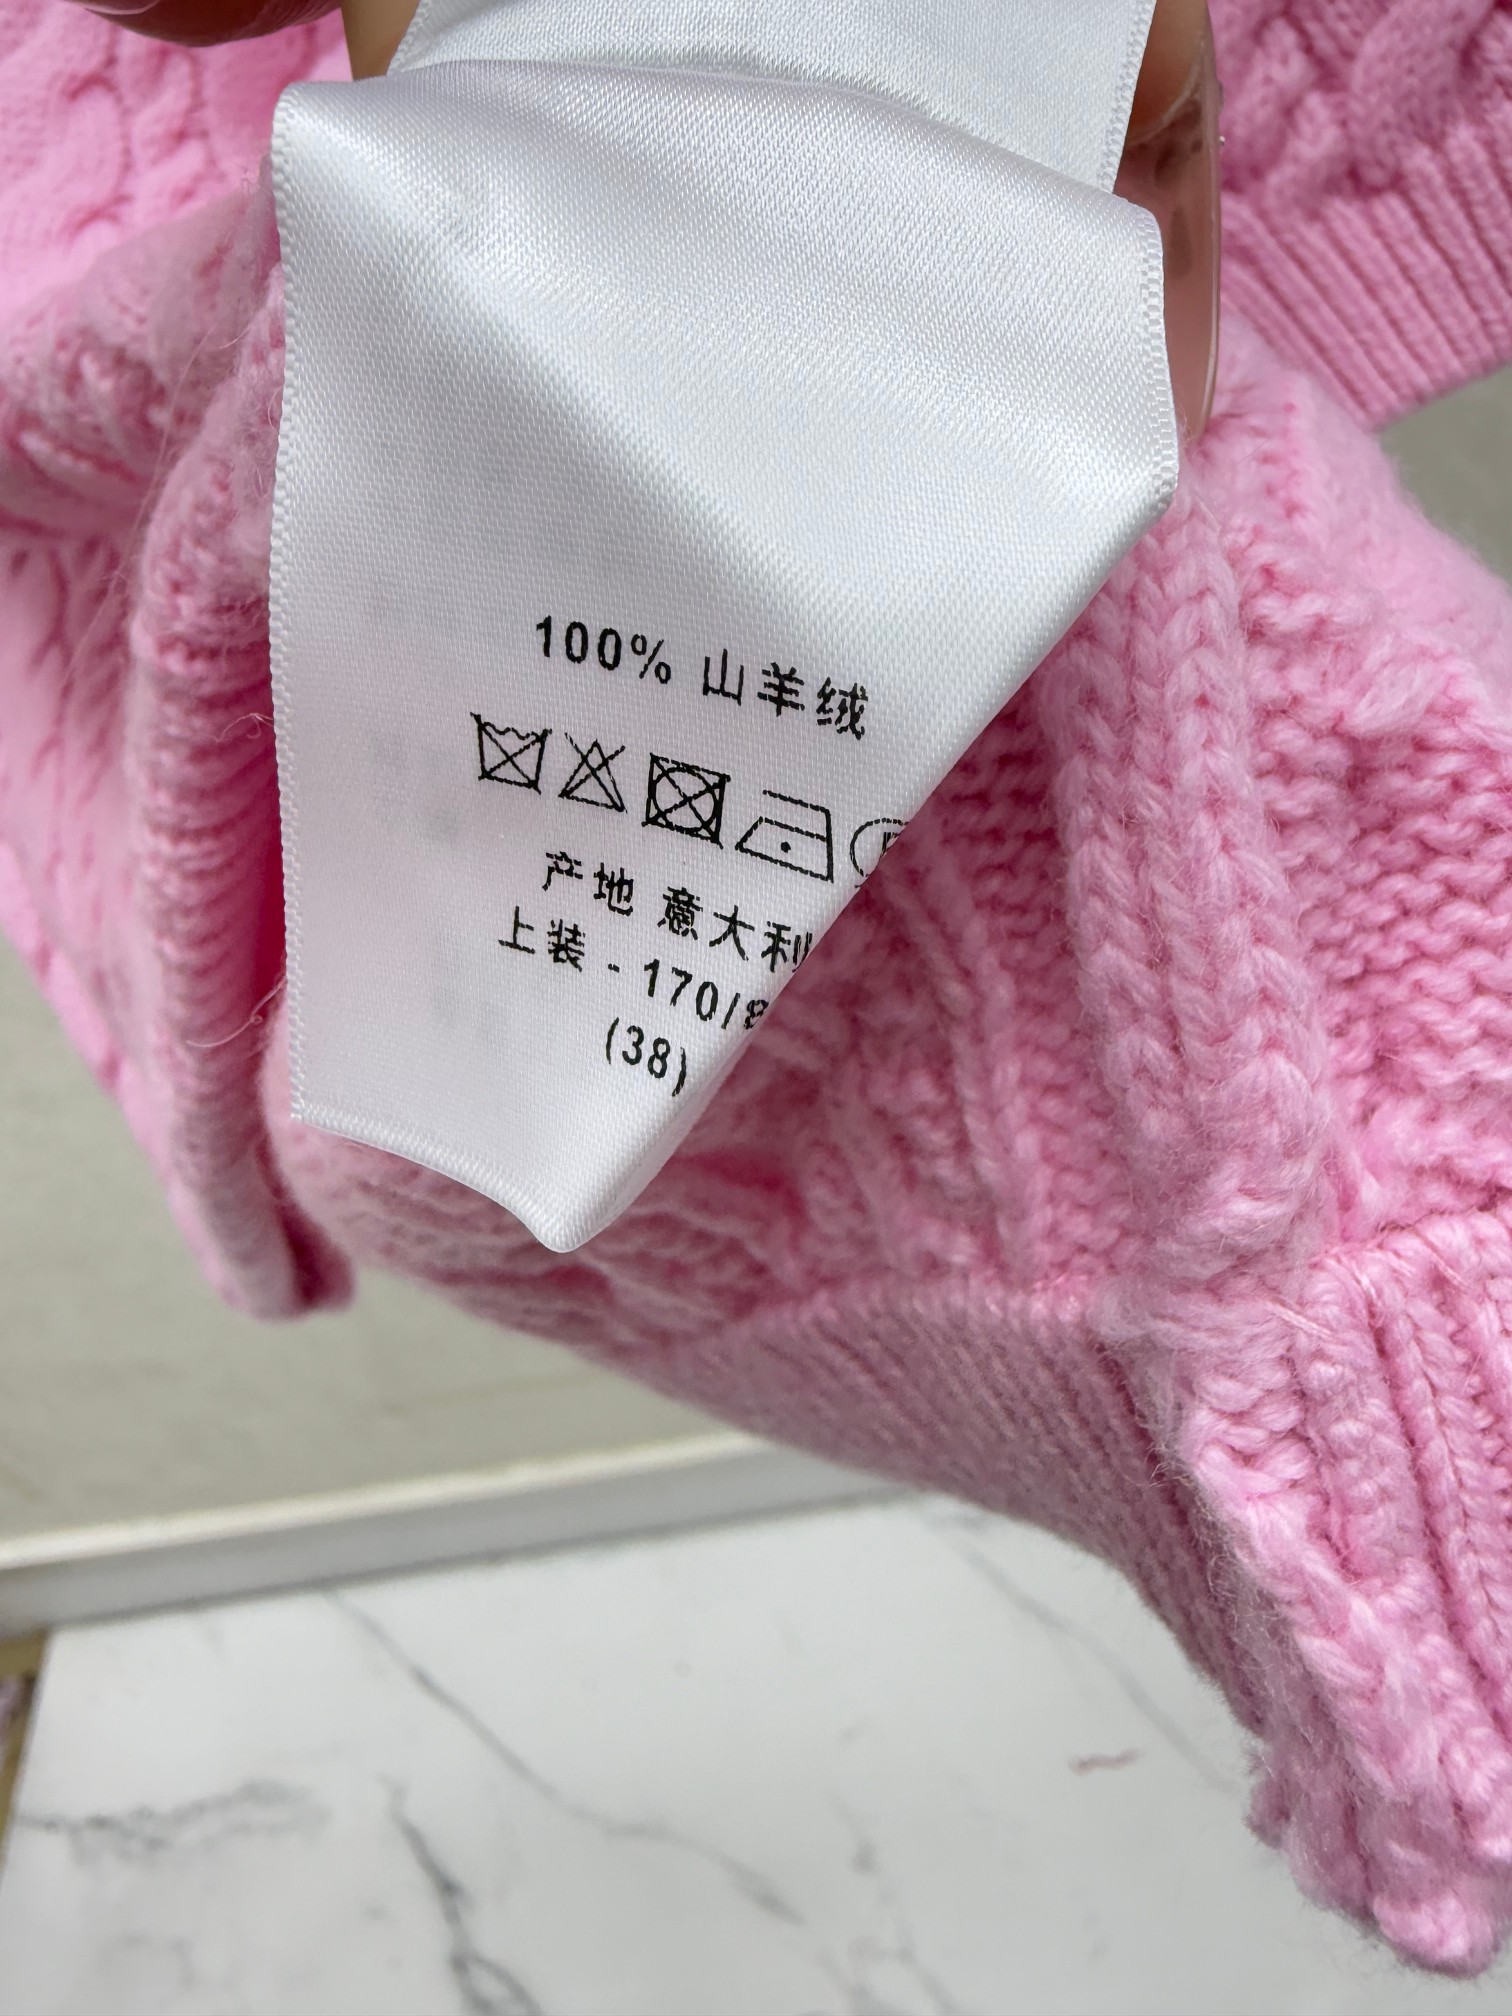 100% 山羊绒
产地 意大利
上装 - 170/8
(38)